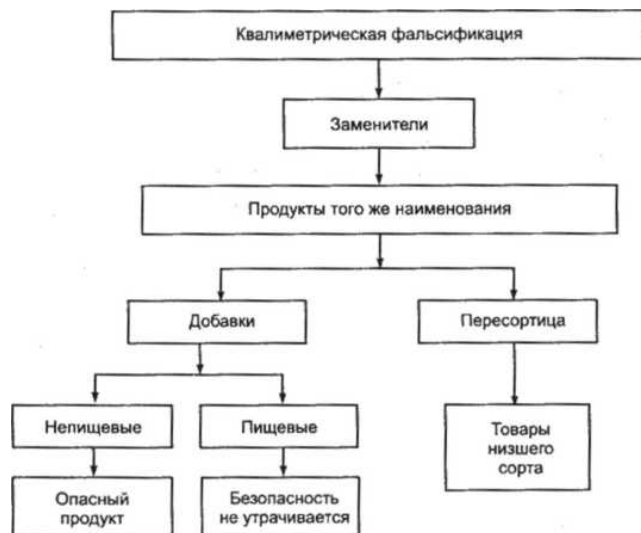 Квалиметрическая фальсификация
Заменители
Продукты того же наименования
Добавки
Пересортица
Непищевые
Пищевые
Товары
низшего
сорта
Опасный
продукт
Безопасность
не утрачивается